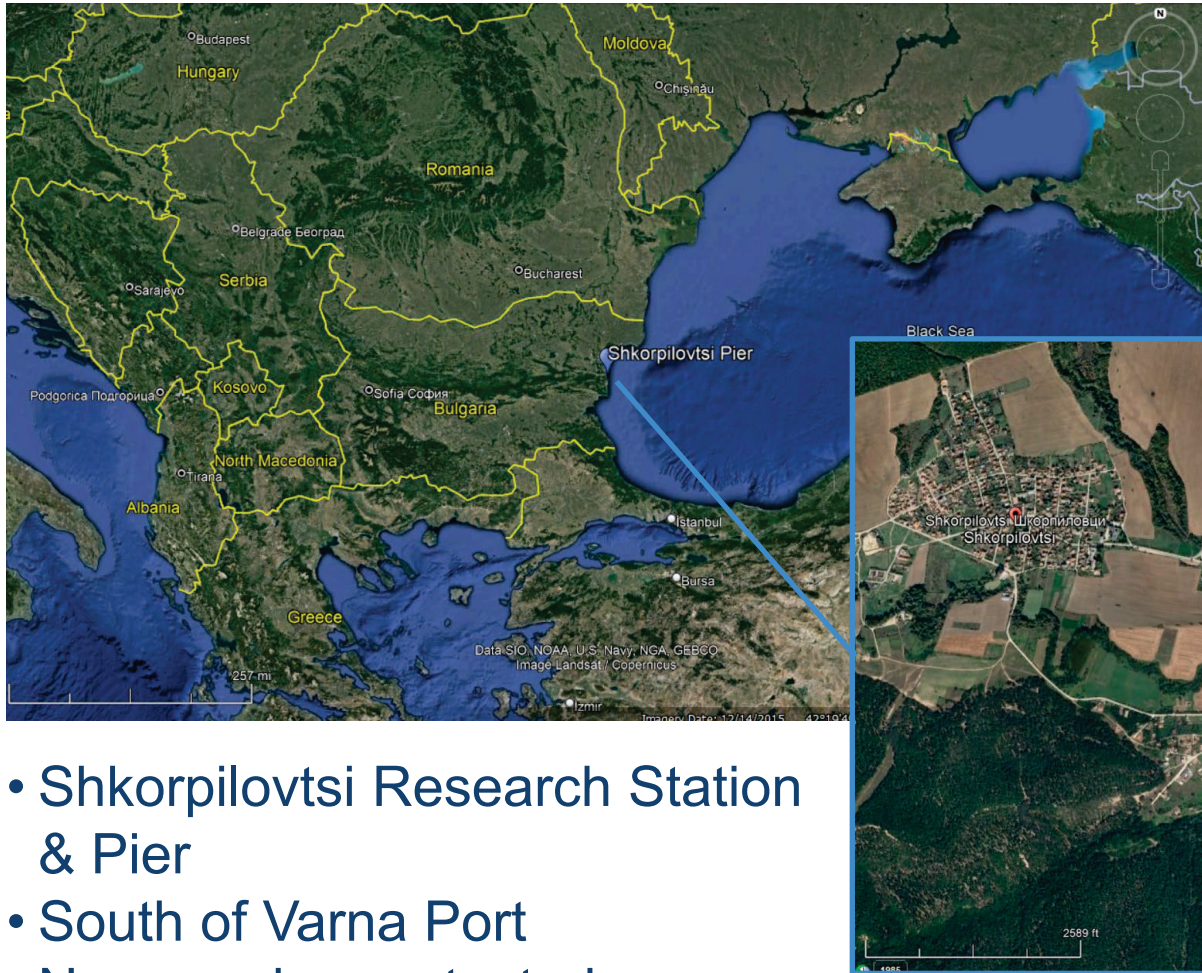 N
Budapest
Hungary
Moldova
Chișinău
Romania
Belgrade Београд
Bucharest
Serbia
Sarajevo
Black Sea
Shkorpilovtsi Pier
Kosovo
Podgorica Подгорица
Sofia София
Bulgaria
North Macedonia
Tirana
Albania
Istanbul
Bursa
Greece
Data SIO, NOAA, U.S. Navy, NGA, GEBCO
Image Landsat / Copernicus
257 mi
Izmir
Imagery Date: 12/14/2015
Shkorpilovts Шкорпиловци
Shkorpilovtsi
2589 ft
1985
• Shkorpilovtsi Research Station
& Pier
• South of Varna Port